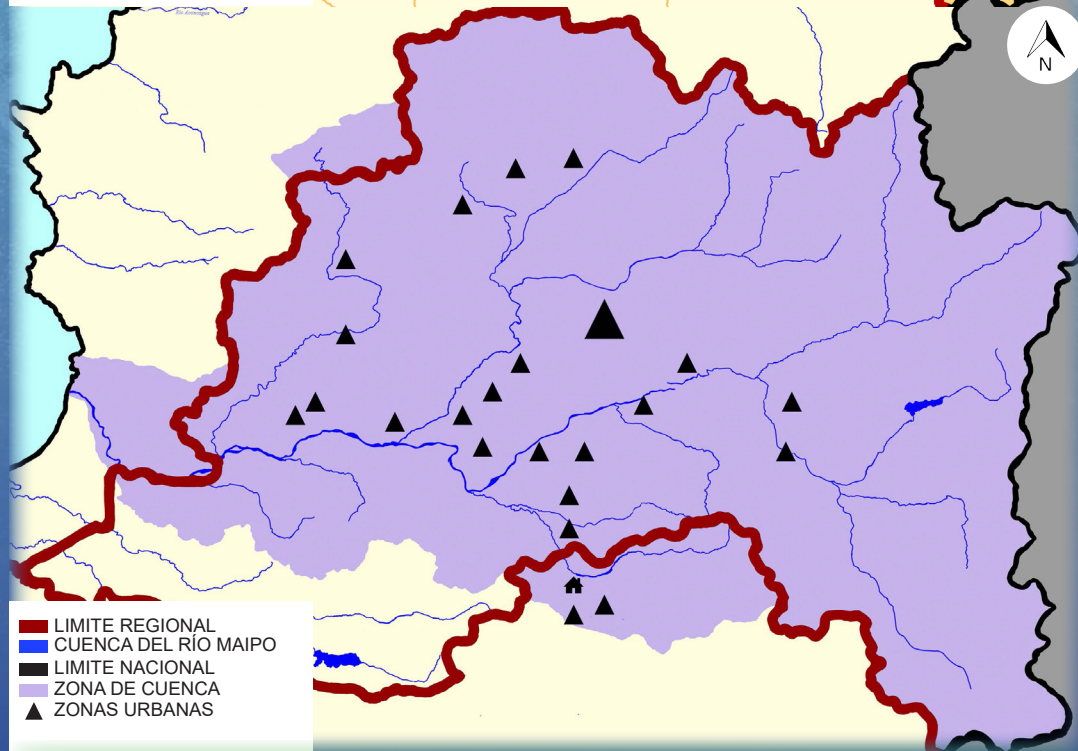 N
LIMITE REGIONAL
CUENCA DEL RÍO MAIPO
LIMITE NACIONAL
ZONA DE CUENCA
ZONAS URBANAS